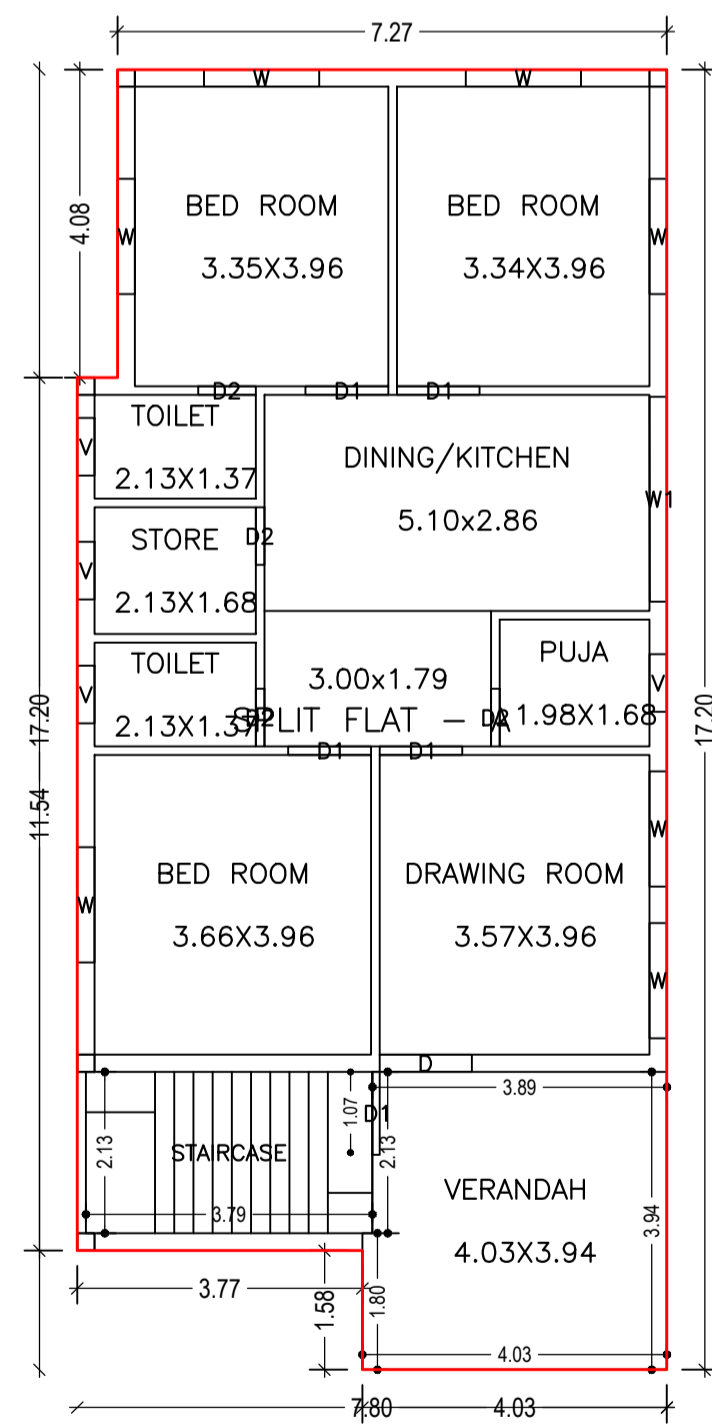 7.27
W W
4.08
BED ROOM BED ROOM
W W
3.35X3.96 3.34X3.96
D2 D1 D1
TOILET
V DINING/KITCHEN
2.13X1.37 W1
5.10x2.86
STORE D2
V
2.13X1.68
TOILET PUJA
3.00x1.79
V V
2.13X1.37 D2 SPLIT FLAT - A D2 1.98X1.68
17.20 17.20
D1 D1
11.54
W
BED ROOM DRAWING ROOM
W
3.66X3.96 3.57X3.96
W
D
3.89
1.07 D1
2.13 STAIRCASE 2.13
VERANDAH
3.79 3.94
4.03X3.94
3.77 1.58 1.80
4.03
7.80 4.03